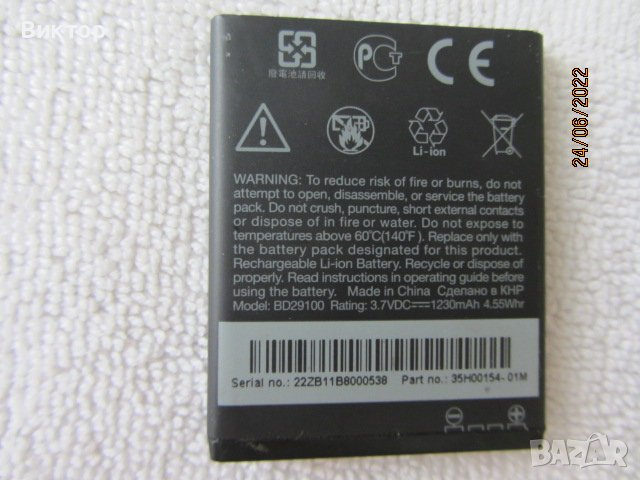 Виктор
廢電池請回收
PCT
CE
Li-ion
24/06/2022
WARNING: To reduce risk of fire or burns, do not
attempt to open, disassemble, or service the battery
pack. Do not crush, puncture, short external contacts
or dispose of in fire or water. Do not expose to
temperatures above 60°C(140°F). Replace only with
the battery pack designated for this product.
Rechargeable Li-ion Battery. Recycle or dispose of
properly. Read instructions in operating guide before
using the battery. Made in China Сделано в КНР
Model: BD29100 Rating: 3.7VDC⎓1230mAh 4.55Whr
Serial no.: 22ZB11B8000538 Part no.: 35H00154-01M
BAZAR